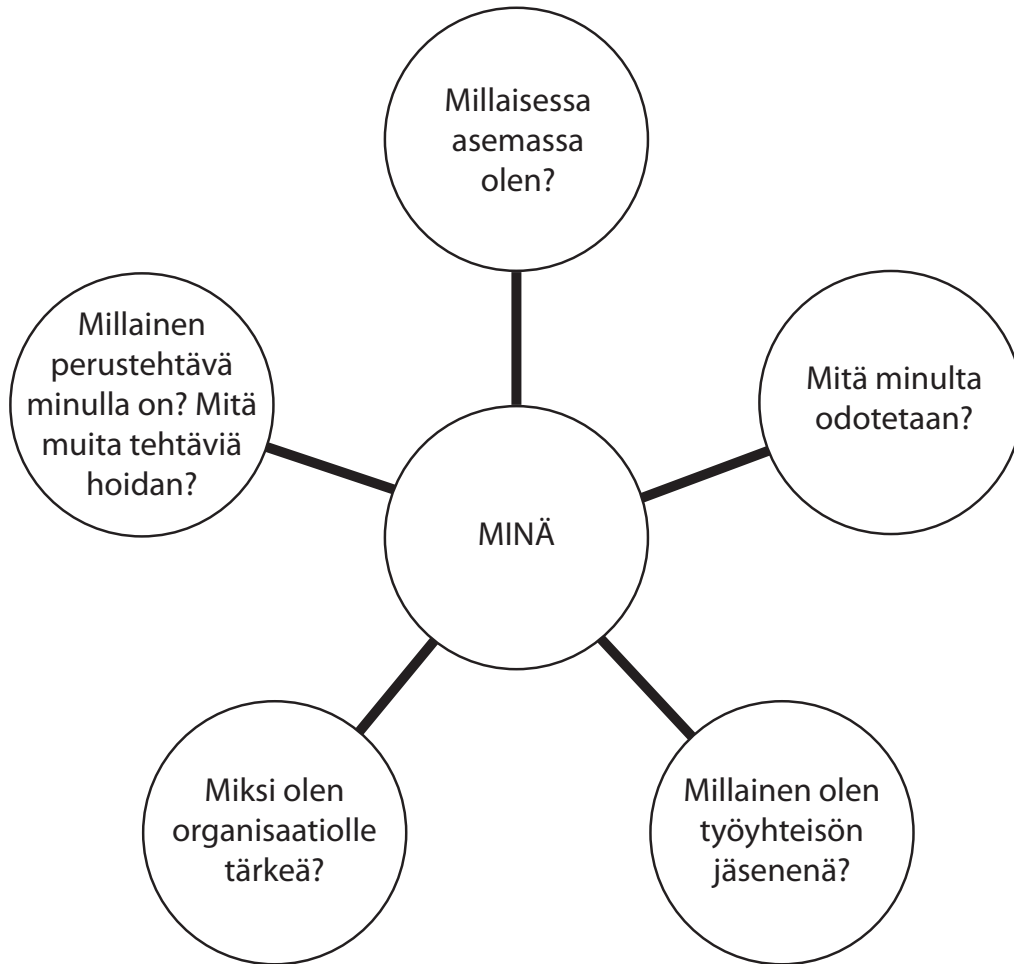 Millaisessa
asemassa
olen?
Millainen
perustehtävä
minulla on? Mitä
muita tehtäviä
hoidan?
Mitä minulta
odotetaan?
MINÄ
Miksi olen
organisaatiolle
tärkeä?
Millainen olen
työyhteisön
jäsenenä?